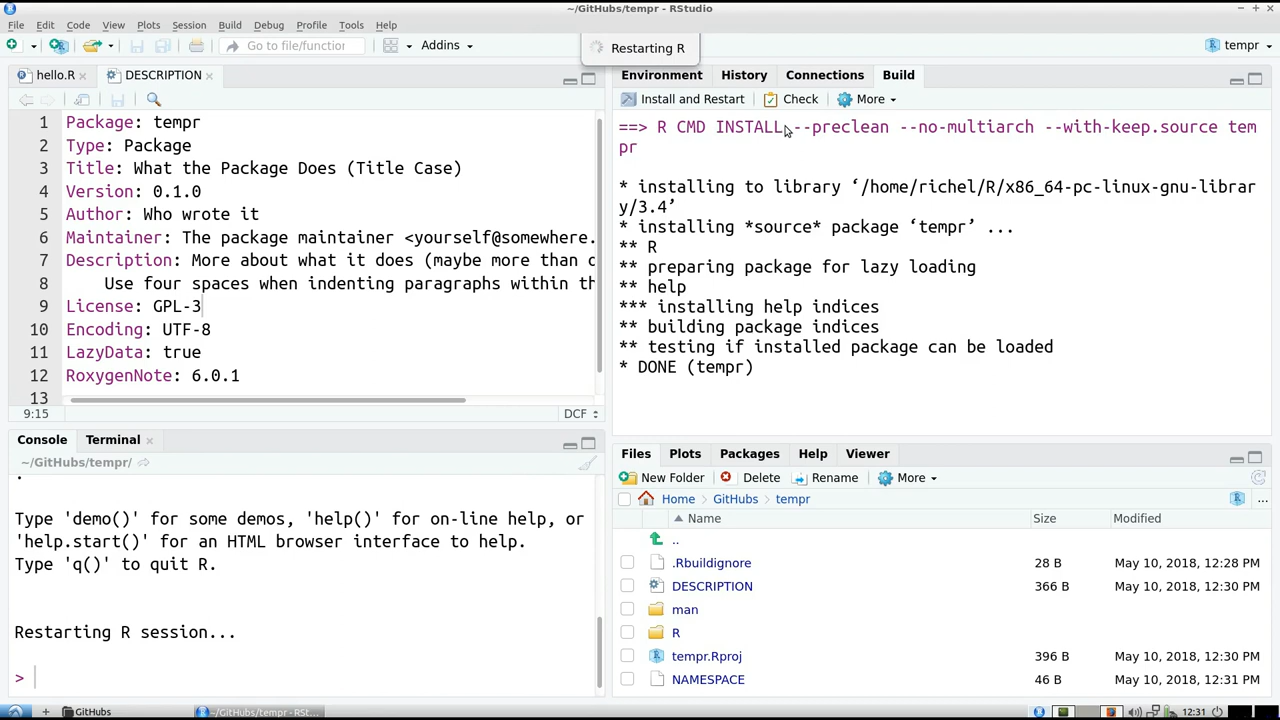 ~/GitHubs/tempr - RStudio
File Edit Code View Plots Session Build Debug Profile Tools Help
Go to file/function Addins
Restarting R
tempr
hello.R DESCRIPTION
1 Package: tempr
2 Type: Package
3 Title: What the Package Does (Title Case)
4 Version: 0.1.0
5 Author: Who wrote it
6 Maintainer: The package maintainer <yourself@somewhere.
7 Description: More about what it does (maybe more than o
8 Use four spaces when indenting paragraphs within th
9 License: GPL-3
10 Encoding: UTF-8
11 LazyData: true
12 RoxygenNote: 6.0.1
13
9:15 DCF
Console Terminal
~/GitHubs/tempr/
Type 'demo()' for some demos, 'help()' for on-line help, or
'help.start()' for an HTML browser interface to help.
Type 'q()' to quit R.
Restarting R session...
>
Environment History Connections Build
Install and Restart Check More
==> R CMD INSTALL --preclean --no-multiarch --with-keep.source tem
pr
* installing to library ‘/home/richel/R/x86_64-pc-linux-gnu-librar
y/3.4’
* installing *source* package ‘tempr’ ...
** R
** preparing package for lazy loading
** help
*** installing help indices
** building package indices
** testing if installed package can be loaded
* DONE (tempr)
Files Plots Packages Help Viewer
New Folder Delete Rename More
Home GitHubs tempr ...
Name Size Modified
..
.Rbuildignore 28 B May 10, 2018, 12:28 PM
DESCRIPTION 366 B May 10, 2018, 12:30 PM
man
R
tempr.Rproj 396 B May 10, 2018, 12:30 PM
NAMESPACE 46 B May 10, 2018, 12:31 PM
GitHubs ~/GitHubs/tempr - RSt... 12:31